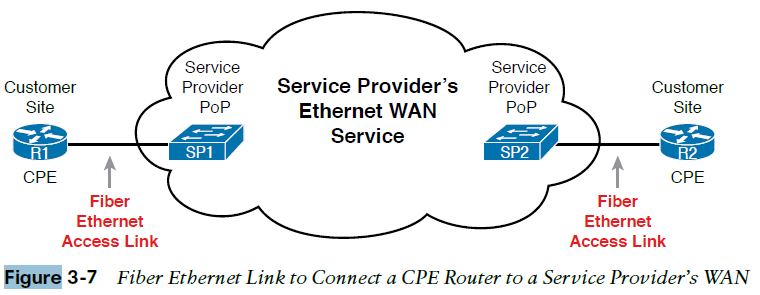 Customer
Site
R1
CPE
Fiber
Ethernet
Access Link
Service
Provider
PoP
SP1
Service Provider's
Ethernet WAN
Service
Service
Provider
PoP
SP2
Customer
Site
R2
CPE
Fiber
Ethernet
Access Link
Figure 3-7 Fiber Ethernet Link to Connect a CPE Router to a Service Provider's WAN